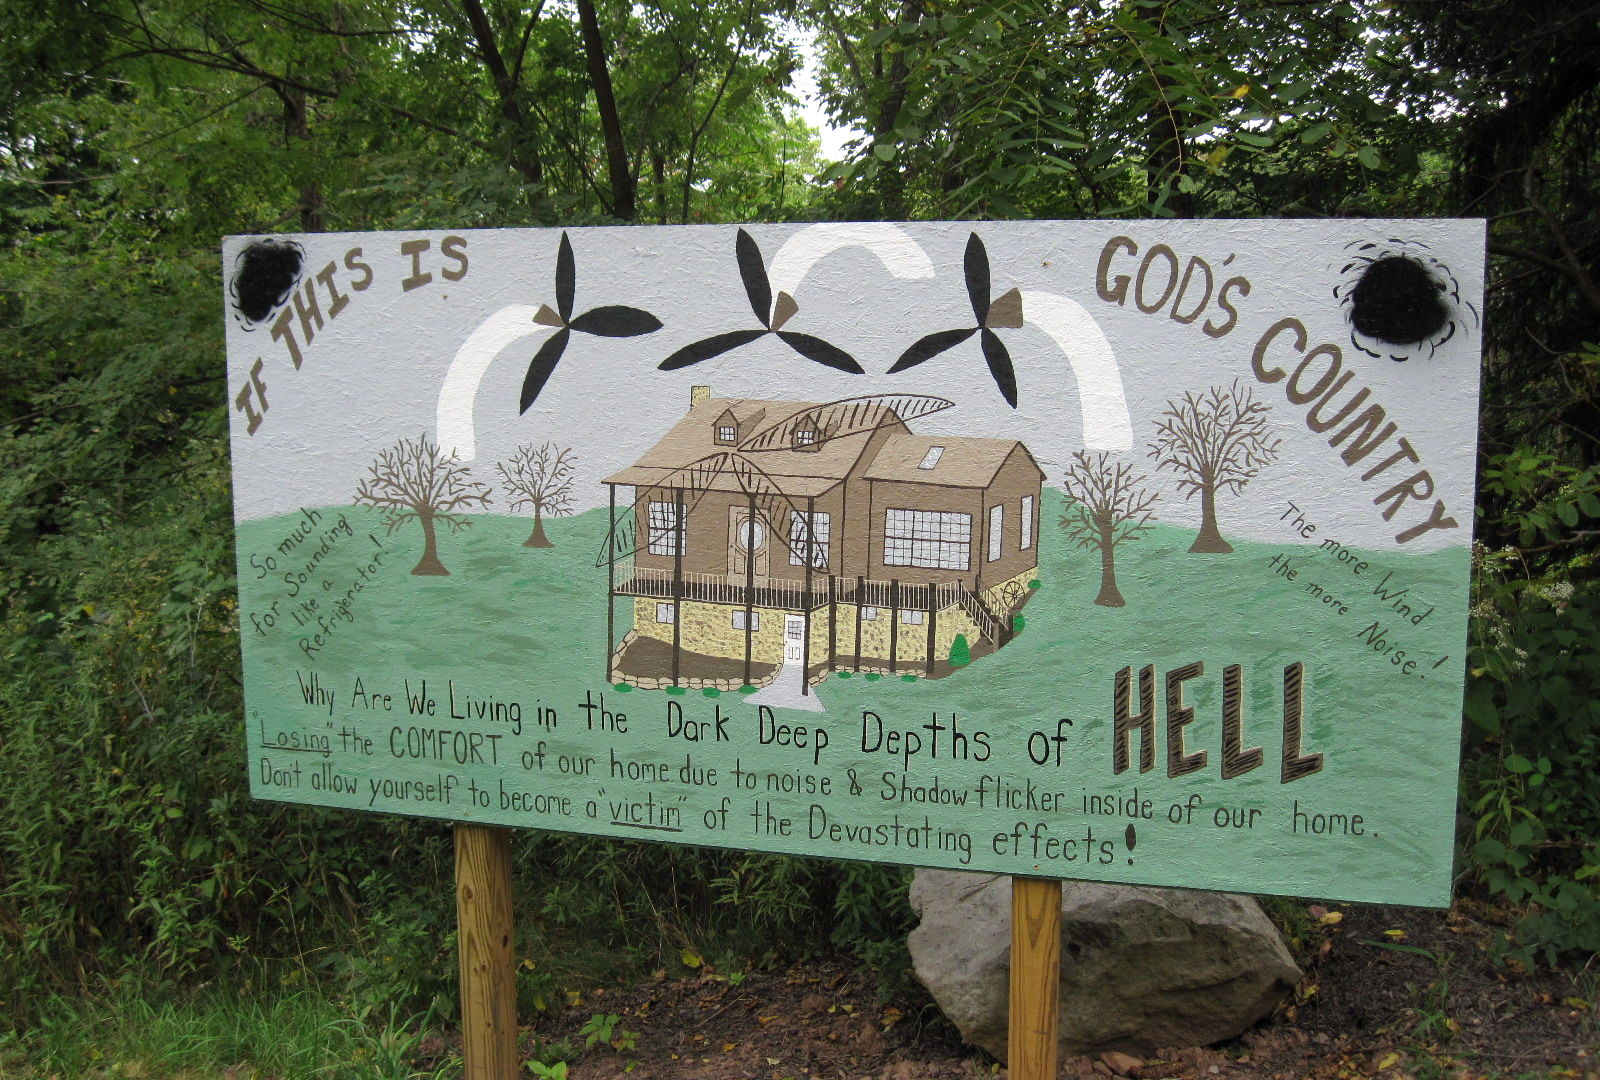 IF THIS IS
GOD'S COUNTRY
So much
for Sounding
like a
Refrigerator!
The more Wind
the more Noise!
Why Are We Living in the Dark Deep Depths of HELL
"Losing" the COMFORT of our home due to noise & Shadow flicker inside of our home.
Don't allow yourself to become a "victim" of the Devastating effects!